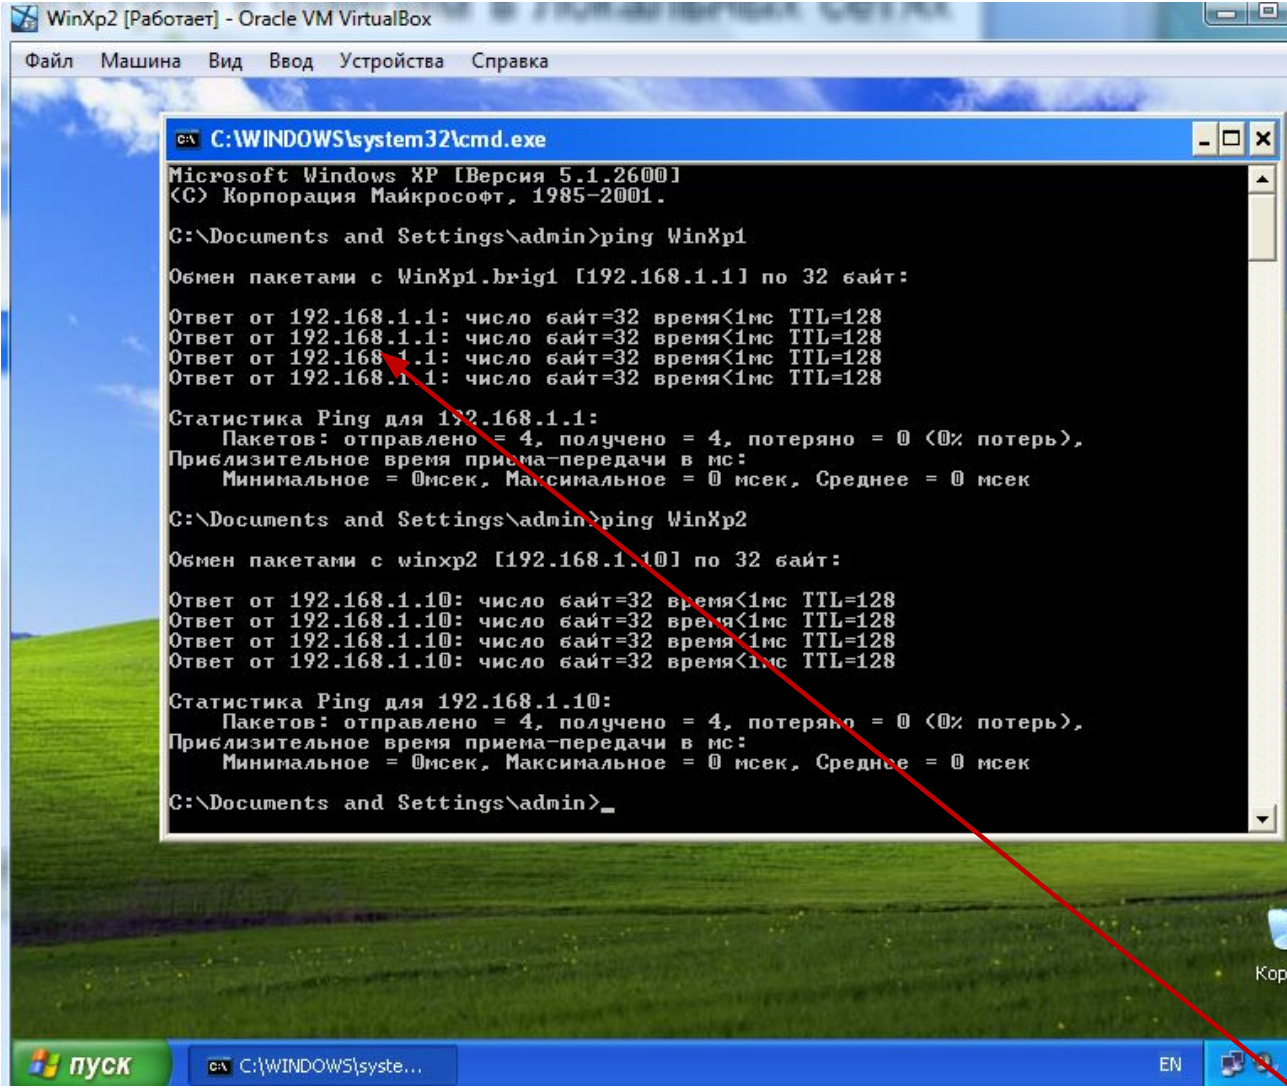 WinXp2 [Работает] - Oracle VM VirtualBox
Файл Машина Вид Ввод Устройства Справка
C:\WINDOWS\system32\cmd.exe
Microsoft Windows XP [Версия 5.1.2600]
(С) Корпорация Майкрософт, 1985-2001.
C:\Documents and Settings\admin>ping WinXp1
Обмен пакетами с WinXp1.brig1 [192.168.1.1] по 32 байт:
Ответ от 192.168.1.1: число байт=32 время<1мс TTL=128
Ответ от 192.168.1.1: число байт=32 время<1мс TTL=128
Ответ от 192.168.1.1: число байт=32 время<1мс TTL=128
Ответ от 192.168.1.1: число байт=32 время<1мс TTL=128
Статистика Ping для 192.168.1.1:
Пакетов: отправлено = 4, получено = 4, потеряно = 0 (0% потерь),
Приблизительное время приема-передачи в мс:
Минимальное = 0мсек, Максимальное = 0 мсек, Среднее = 0 мсек
C:\Documents and Settings\admin>ping WinXp2
Обмен пакетами с winxp2 [192.168.1.10] по 32 байт:
Ответ от 192.168.1.10: число байт=32 время<1мс TTL=128
Ответ от 192.168.1.10: число байт=32 время<1мс TTL=128
Ответ от 192.168.1.10: число байт=32 время<1мс TTL=128
Ответ от 192.168.1.10: число байт=32 время<1мс TTL=128
Статистика Ping для 192.168.1.10:
Пакетов: отправлено = 4, получено = 4, потеряно = 0 (0% потерь),
Приблизительное время приема-передачи в мс:
Минимальное = 0мсек, Максимальное = 0 мсек, Среднее = 0 мсек
C:\Documents and Settings\admin>_
Кор
пуск C:\WINDOWS\syste... EN